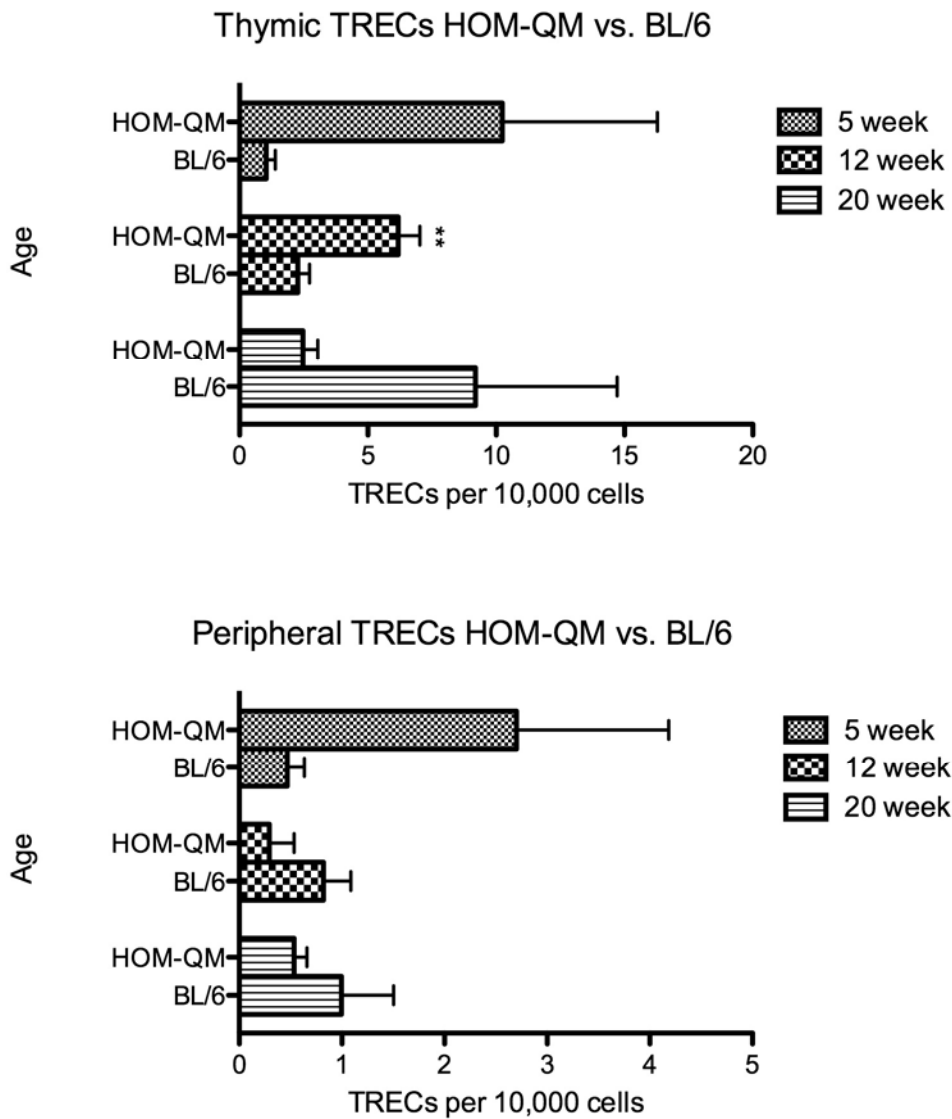 Thymic TRECs HOM-QM vs. BL/6
HOM-QM
BL/6
HOM-QM
**
BL/6
HOM-QM
BL/6
Age
0 5 10 15 20
TRECs per 10,000 cells
5 week
12 week
20 week
Peripheral TRECs HOM-QM vs. BL/6
HOM-QM
BL/6
HOM-QM
BL/6
HOM-QM
BL/6
Age
0 1 2 3 4 5
TRECs per 10,000 cells
5 week
12 week
20 week